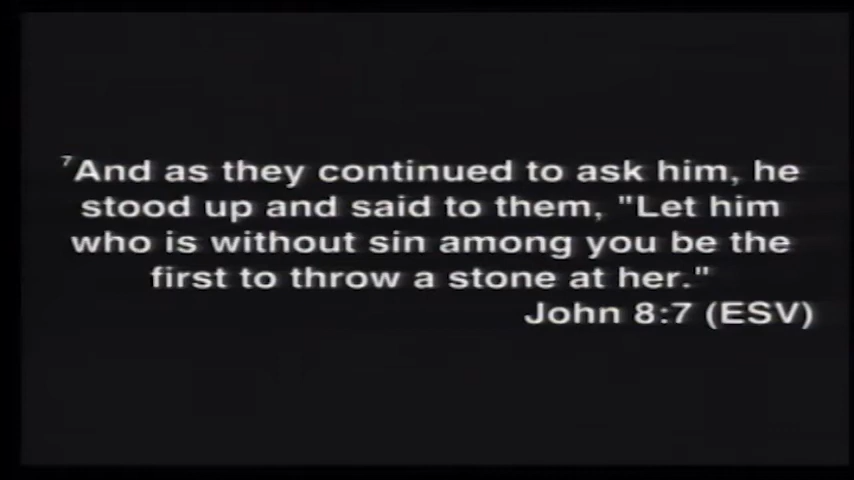 ⁷And as they continued to ask him, he
stood up and said to them, "Let him
who is without sin among you be the
first to throw a stone at her."
John 8:7 (ESV)